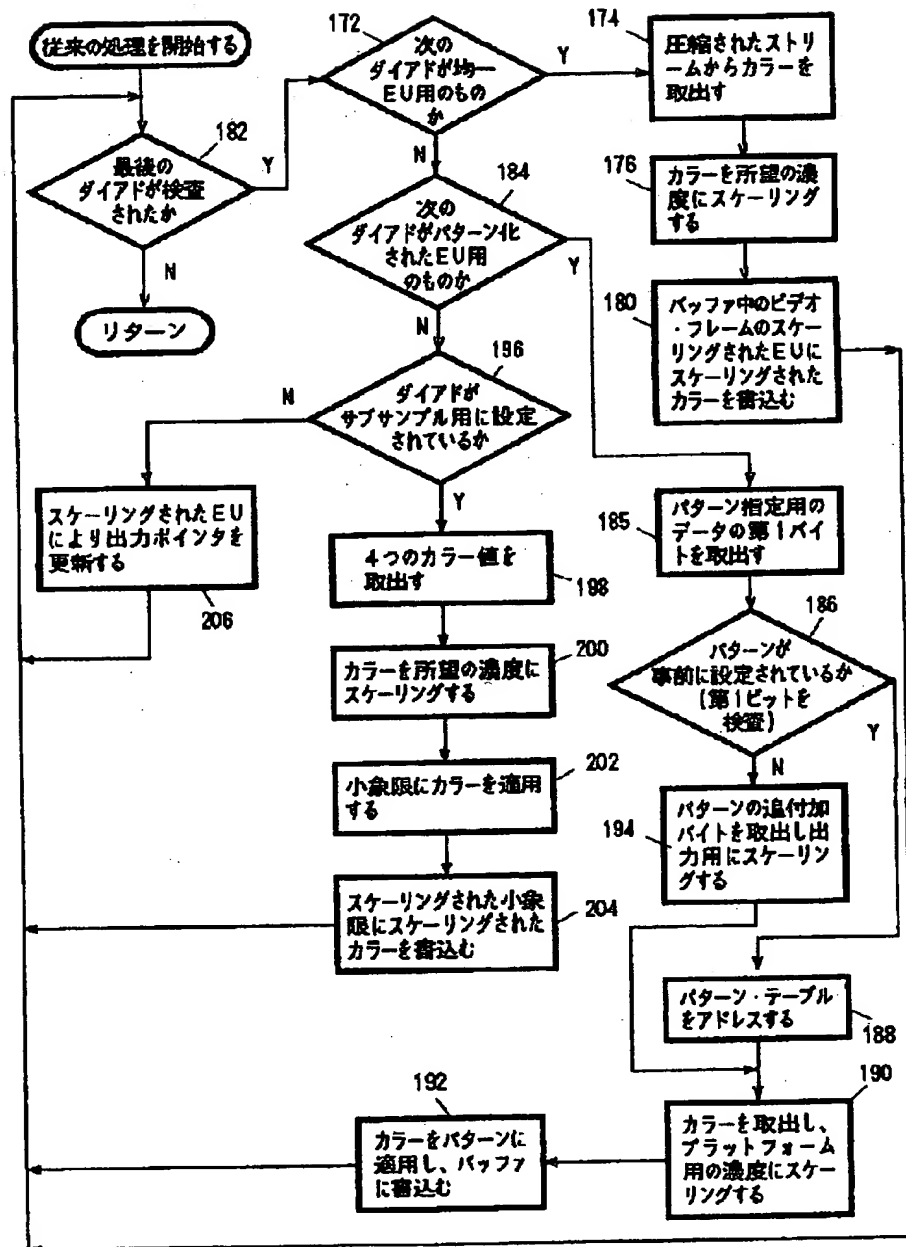 従来の処理を開始する
182
最後の
ダイアドが検査
されたか
Y
N
リターン
172
次の
ダイアドが均一
EU用のもの
か
Y
N
174
圧縮されたストリ
ームからカラーを
取出す
176
カラーを所望の濃
度にスケーリング
する
180
バッファ中のビデオ
・フレームのスケー
リングされたEUに
スケーリングされた
カラーを書込む
184
次の
ダイアドがパターン化
されたEU用
のものか
Y
N
196
ダイアドが
サブサンプル用に設定
されているか
N
Y
スケーリングされたEU
により出力ポインタを
更新する
206
4つのカラー値を
取出す
198
カラーを所望の濃度に
スケーリングする
200
小象限にカラーを適用
する
202
スケーリングされた小象
限にスケーリングされた
カラーを書込む
204
185
パターン指定用の
データの第1バイ
トを取出す
186
パターンが
事前に設定されているか
(第1ビットを
検査)
Y
N
194
パターンの追付加
バイトを取出し出
力用にスケーリン
グする
パターン・テーブル
をアドレスする
188
190
カラーを取出し、
プラットフォーム
用の濃度にスケー
リングする
192
カラーをパターンに
適用し、バッファ
に書込む